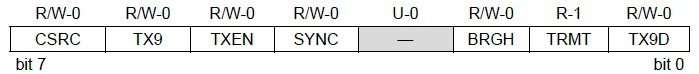 R/W-0 R/W-0 R/W-0 R/W-0 U-0 R/W-0 R-1 R/W-0
CSRC TX9 TXEN SYNC — BRGH TRMT TX9D
bit 7 bit 0